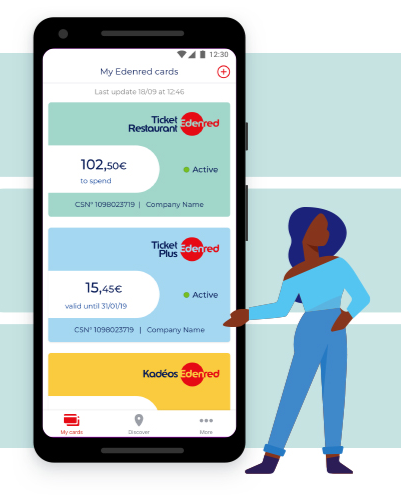 12:30
My Edenred cards
Last update 18/09 at 12:46
Ticket
Restaurant Edenred
102,50€
to spend
Active
CSN° 1098023719 | Company Name
Ticket
Plus Edenred
15,45€
valid until 31/01/19
Active
CSN° 1098023719 | Company Name
Kadéos Edenred
My cards
Discover
More